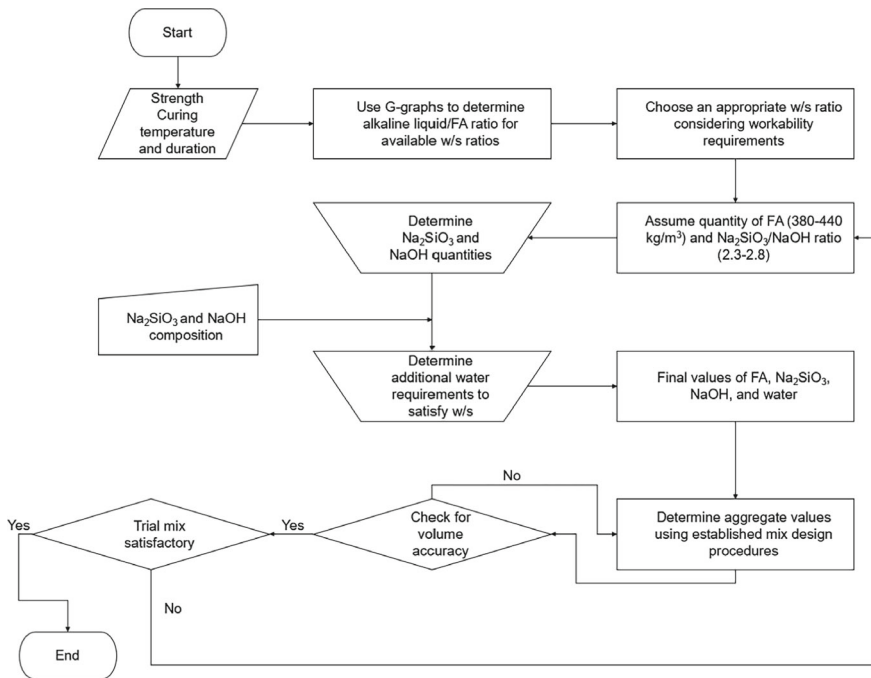 Start
Strength
Curing
temperature
and duration
Use G-graphs to determine
alkaline liquid/FA ratio for
available w/s ratios
Choose an appropriate w/s ratio
considering workability
requirements
Assume quantity of FA (380-440
kg/m³) and Na₂SiO₃/NaOH ratio
(2.3-2.8)
Determine
Na₂SiO₃ and
NaOH quantities
Na₂SiO₃ and NaOH
composition
Determine
additional water
requirements to
satisfy w/s
Final values of FA, Na₂SiO₃,
NaOH, and water
Determine aggregate values
using established mix design
procedures
No
Check for
volume
accuracy
Yes
Trial mix
satisfactory
Yes
No
End